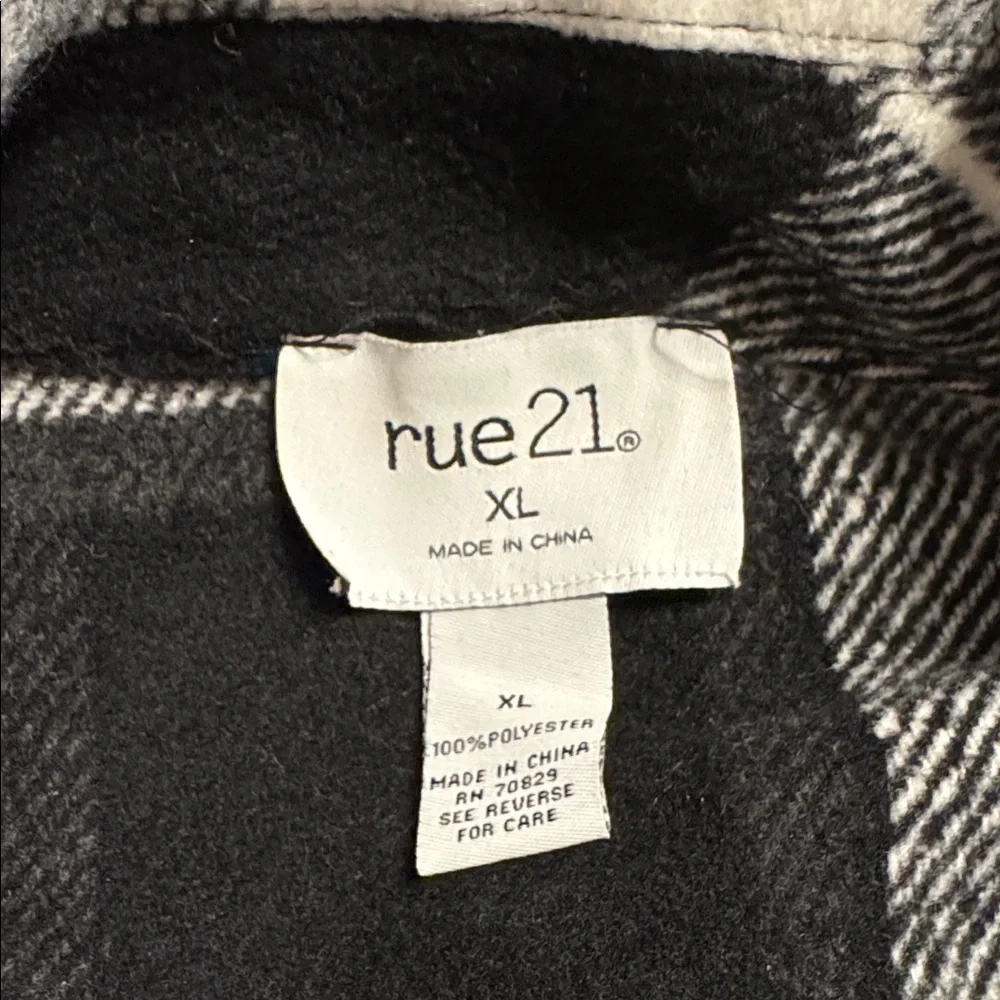 rue21®
XL
MADE IN CHINA
XL
100%POLYESTER
MADE IN CHINA
RN 70829
SEE REVERSE
FOR CARE